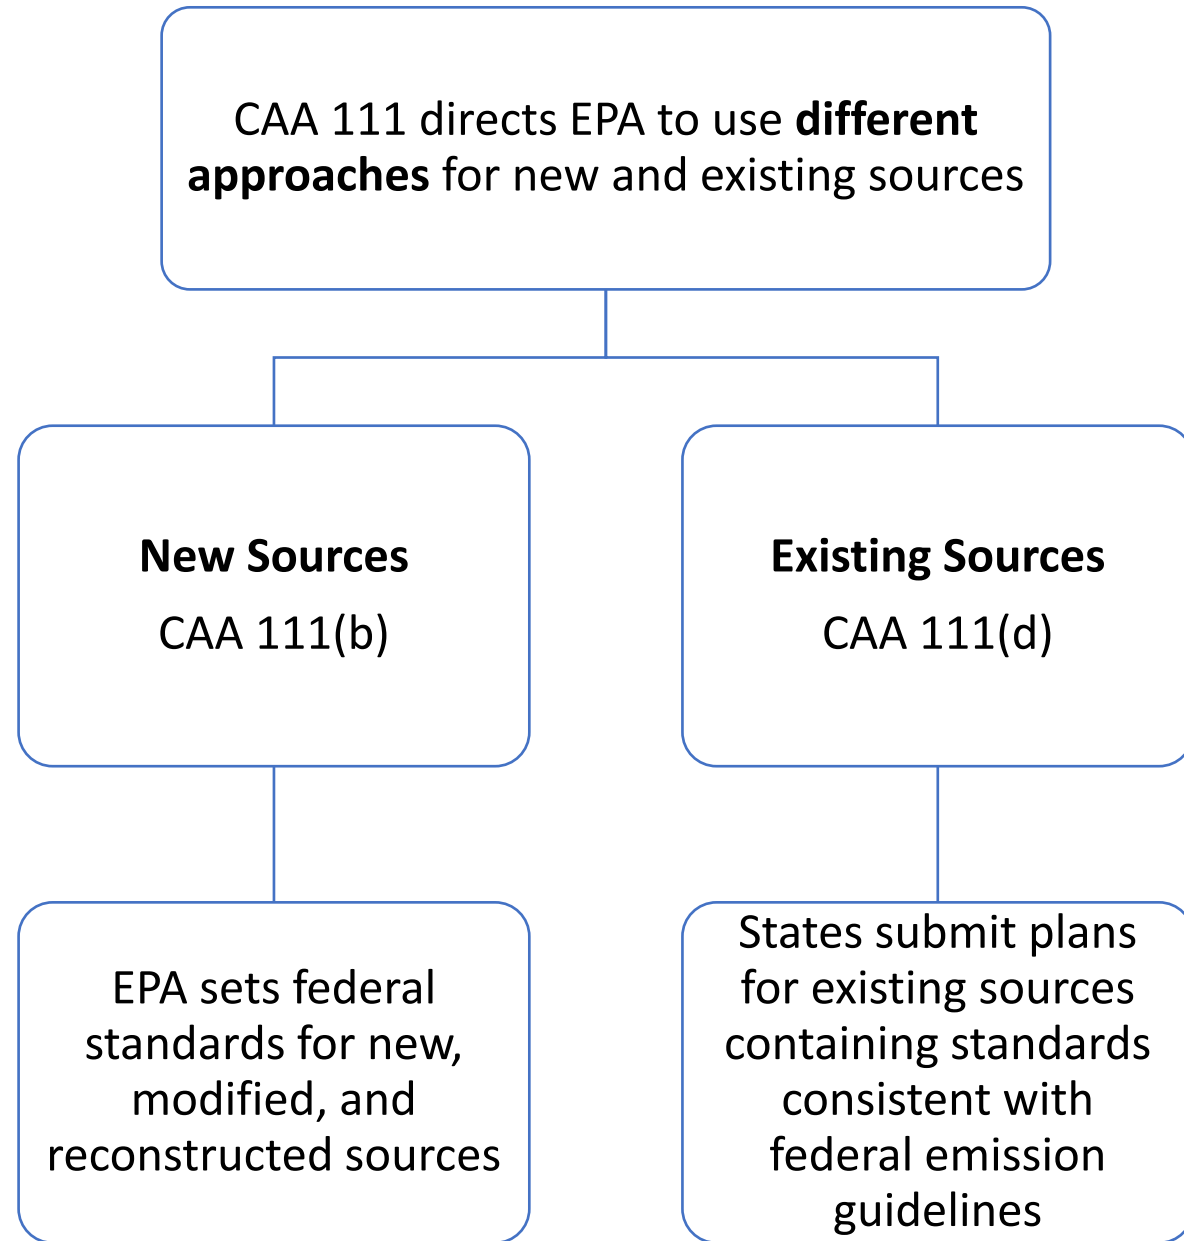 CAA 111 directs EPA to use different
approaches for new and existing sources
New Sources
CAA 111(b)
Existing Sources
CAA 111(d)
EPA sets federal
standards for new,
modified, and
reconstructed sources
States submit plans
for existing sources
containing standards
consistent with
federal emission
guidelines